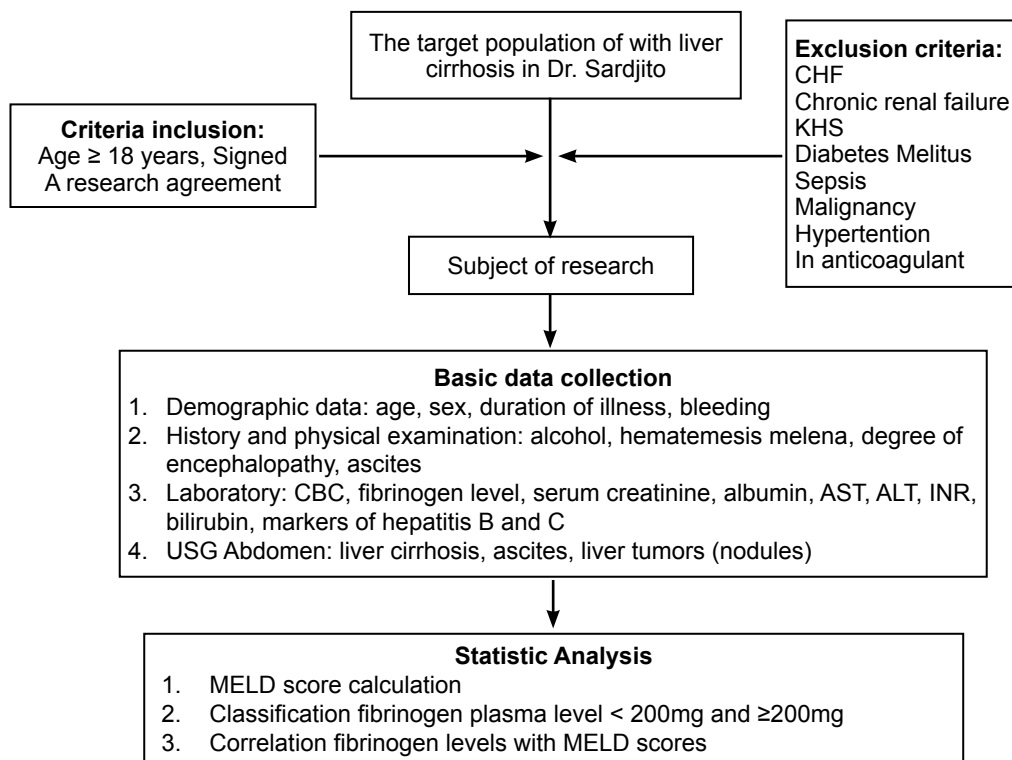 The target population of with liver
cirrhosis in Dr. Sardjito
Criteria inclusion:
Age ≥ 18 years, Signed
A research agreement
Exclusion criteria:
CHF
Chronic renal failure
KHS
Diabetes Melitus
Sepsis
Malignancy
Hypertention
In anticoagulant
Subject of research
Basic data collection
1. Demographic data: age, sex, duration of illness, bleeding
2. History and physical examination: alcohol, hematemesis melena, degree of
encephalopathy, ascites
3. Laboratory: CBC, fibrinogen level, serum creatinine, albumin, AST, ALT, INR,
bilirubin, markers of hepatitis B and C
4. USG Abdomen: liver cirrhosis, ascites, liver tumors (nodules)
Statistic Analysis
1. MELD score calculation
2. Classification fibrinogen plasma level < 200mg and ≥200mg
3. Correlation fibrinogen levels with MELD scores